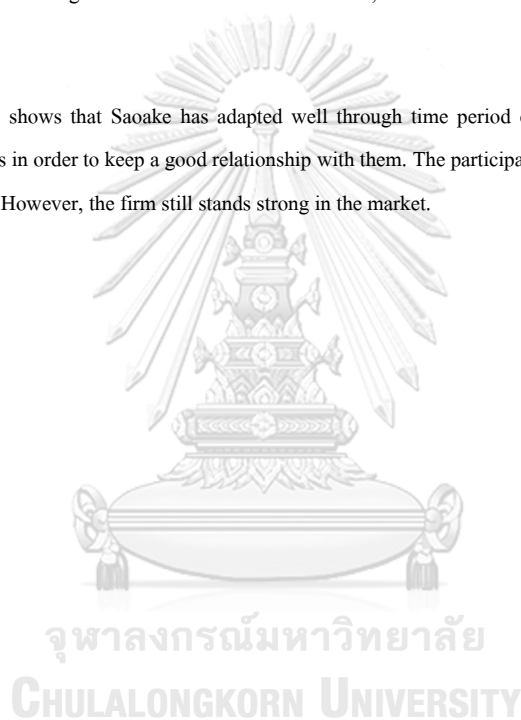 shows that Saoake has adapted well through time period
s in order to keep a good relationship with them. The participa
However, the firm still stands strong in the market.
จุฬาลงกรณ์มหาวิทยาลัย
CHULALONGKORN UNIVERSITY